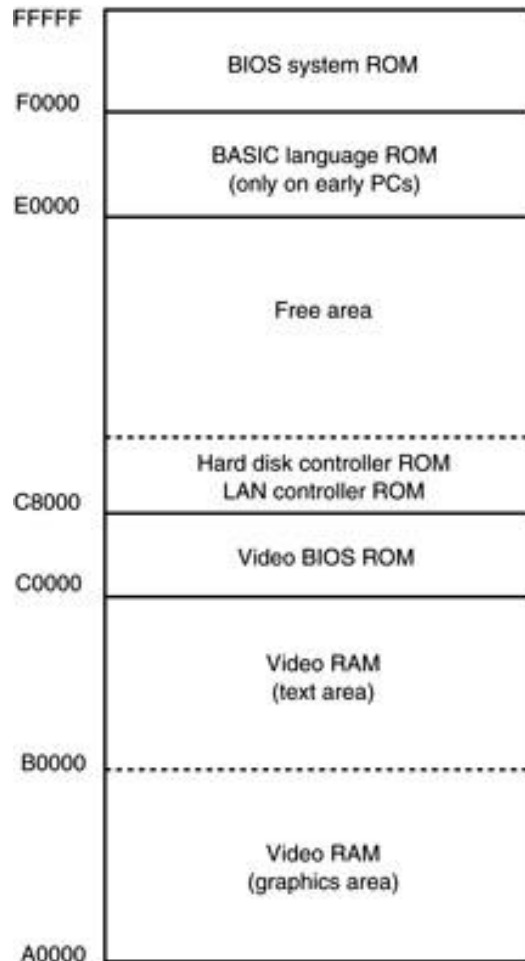 FFFFF
BIOS system ROM
F0000
BASIC language ROM
(only on early PCs)
E0000
Free area
Hard disk controller ROM
LAN controller ROM
C8000
Video BIOS ROM
C0000
Video RAM
(text area)
B0000
Video RAM
(graphics area)
A0000